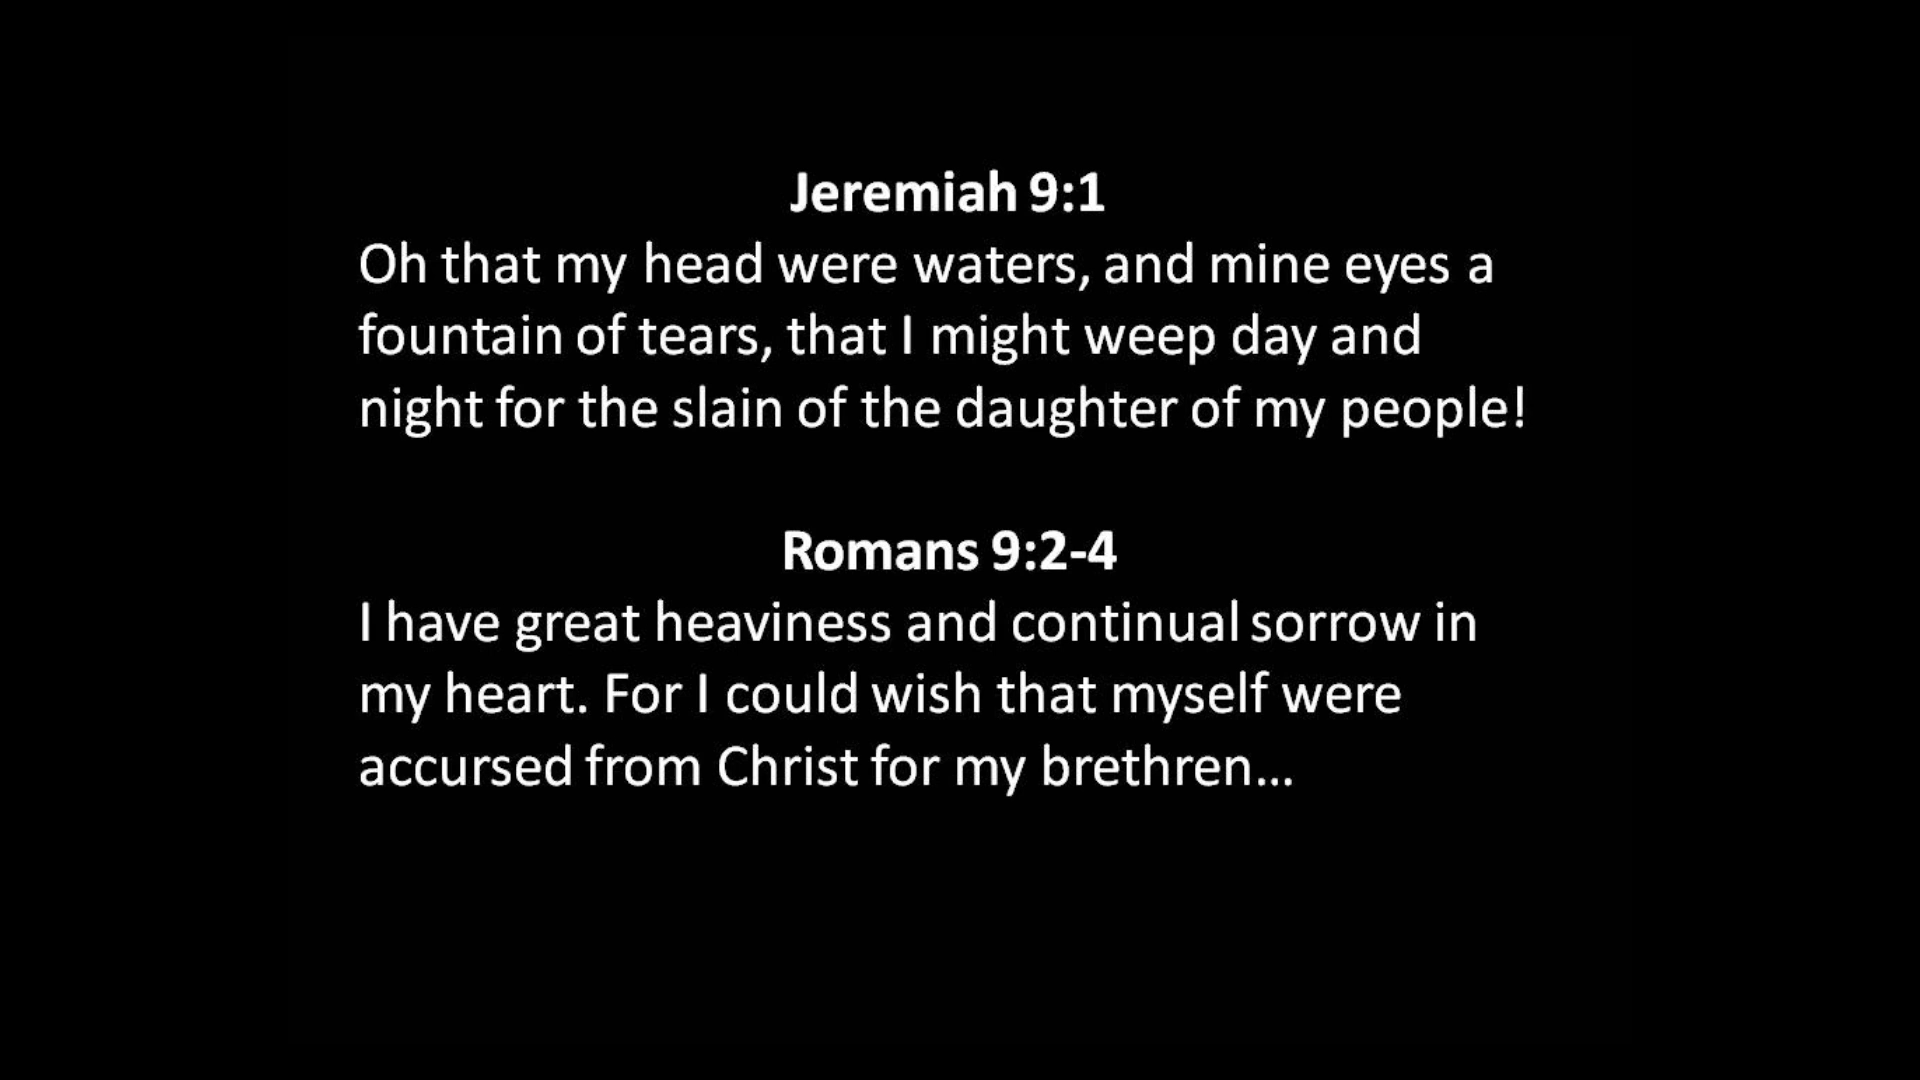 Jeremiah 9:1
Oh that my head were waters, and mine eyes a
fountain of tears, that I might weep day and
night for the slain of the daughter of my people!
Romans 9:2-4
I have great heaviness and continual sorrow in
my heart. For I could wish that myself were
accursed from Christ for my brethren...